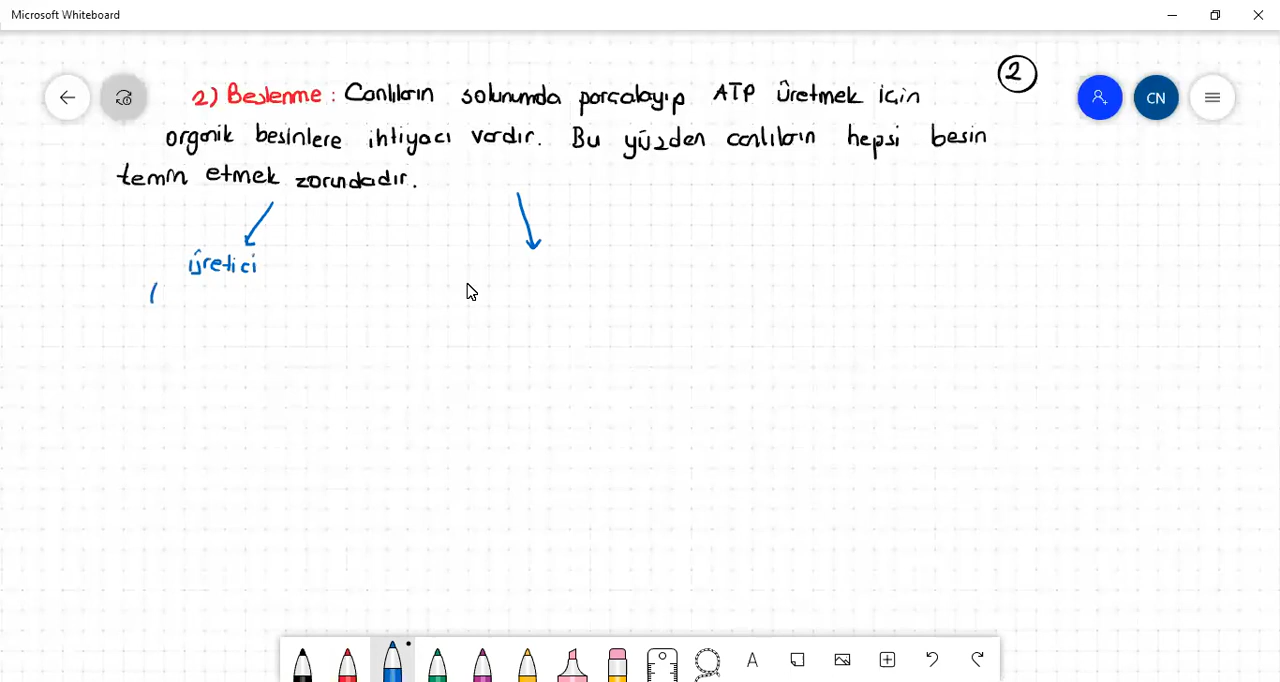 Microsoft Whiteboard
2
2) Beslenme : Canlıların solunumda parçalayıp ATP üretmek için
organik besinlere ihtiyacı vardır. Bu yüzden canlıların hepsi besin
temin etmek zorundadır.
CN
üretici
(
A